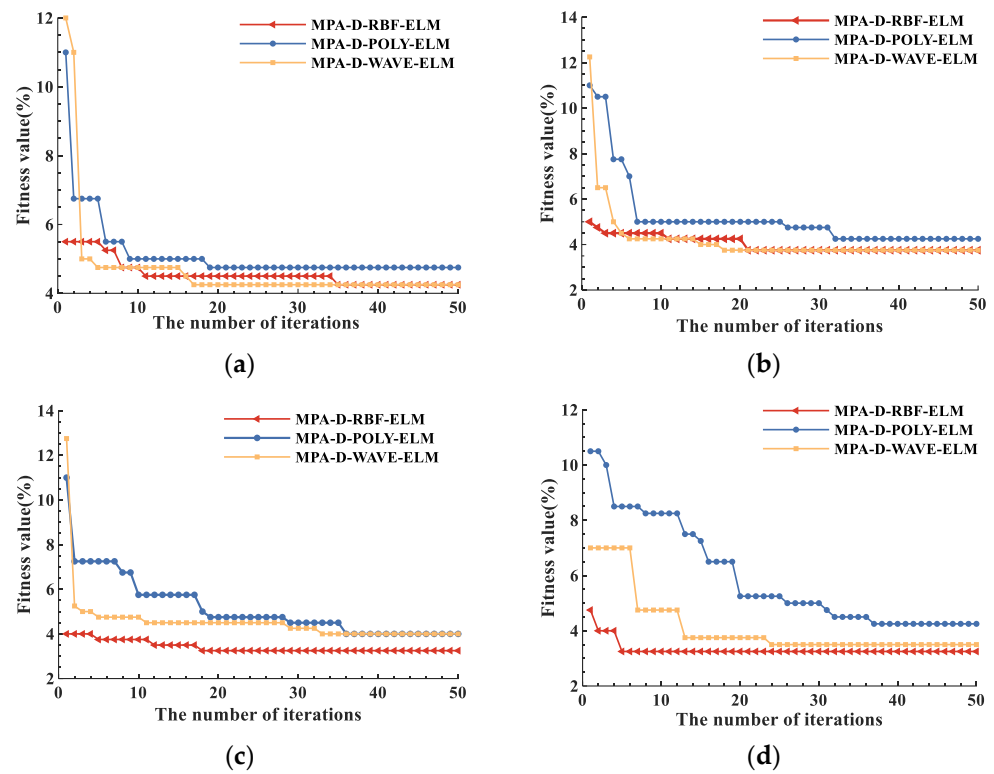 MPA-D-RBF-ELM
MPA-D-POLY-ELM
MPA-D-WAVE-ELM
Fitness value(%)
12
10
8
6
4
0 10 20 30 40 50
The number of iterations
(a)
MPA-D-RBF-ELM
MPA-D-POLY-ELM
MPA-D-WAVE-ELM
Fitness value(%)
14
12
10
8
6
4
2
0 10 20 30 40 50
The number of iterations
(b)
MPA-D-RBF-ELM
MPA-D-POLY-ELM
MPA-D-WAVE-ELM
Fitness value(%)
14
12
10
8
6
4
2
0 10 20 30 40 50
The number of iterations
(c)
MPA-D-RBF-ELM
MPA-D-POLY-ELM
MPA-D-WAVE-ELM
Fitness value(%)
12
10
8
6
4
2
0 10 20 30 40 50
The number of iterations
(d)